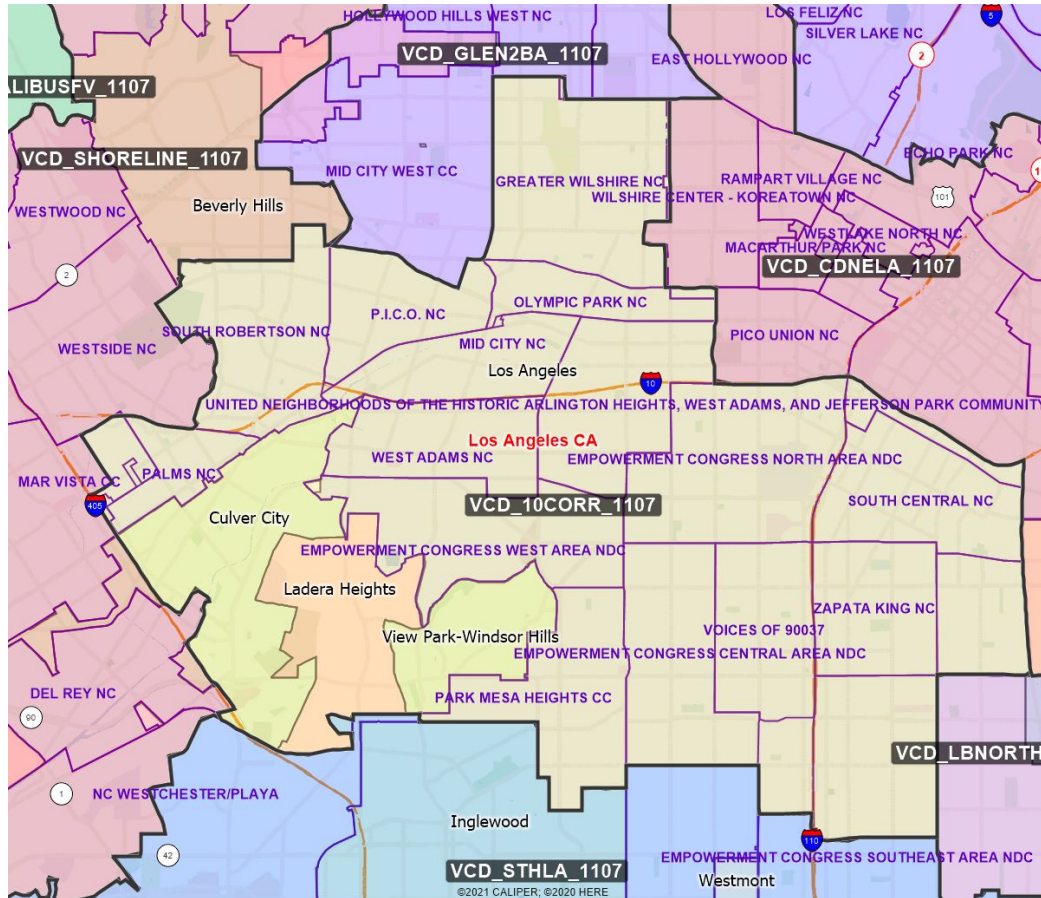 HOLLYWOOD HILLS WEST NC
LOS FELIZ NC
5
SILVER LAKE NC
VCD_GLEN2BA_1107
EAST HOLLYWOOD NC
2
ALIBUSFV_1107
VCD_SHORELINE_1107
ECHO PARK NC
MID CITY WEST CC
GREATER WILSHIRE NC
RAMPART VILLAGE NC
WILSHIRE CENTER - KOREATOWN NC
101
1
WESTWOOD NC
Beverly Hills
WESTLAKE NORTH NC
MACARTHUR PARK NC
VCD_CDNELA_1107
2
OLYMPIC PARK NC
P.I.C.O. NC
SOUTH ROBERTSON NC
PICO UNION NC
WESTSIDE NC
MID CITY NC
Los Angeles
10
UNITED NEIGHBORHOODS OF THE HISTORIC ARLINGTON HEIGHTS, WEST ADAMS, AND JEFFERSON PARK COMMUNITY
Los Angeles CA
WEST ADAMS NC
EMPOWERMENT CONGRESS NORTH AREA NDC
PALMS NC
MAR VISTA CC
SOUTH CENTRAL NC
405
VCD_10CORR_1107
Culver City
EMPOWERMENT CONGRESS WEST AREA NDC
Ladera Heights
ZAPATA KING NC
VOICES OF 90037
View Park-Windsor Hills
EMPOWERMENT CONGRESS CENTRAL AREA NDC
DEL REY NC
PARK MESA HEIGHTS CC
90
VCD_LBNORTH
NC WESTCHESTER/PLAYA
1
Inglewood
110
42
EMPOWERMENT CONGRESS SOUTHEAST AREA NDC
VCD_STHLA_1107
Westmont
©2021 CALIPER; ©2020 HERE